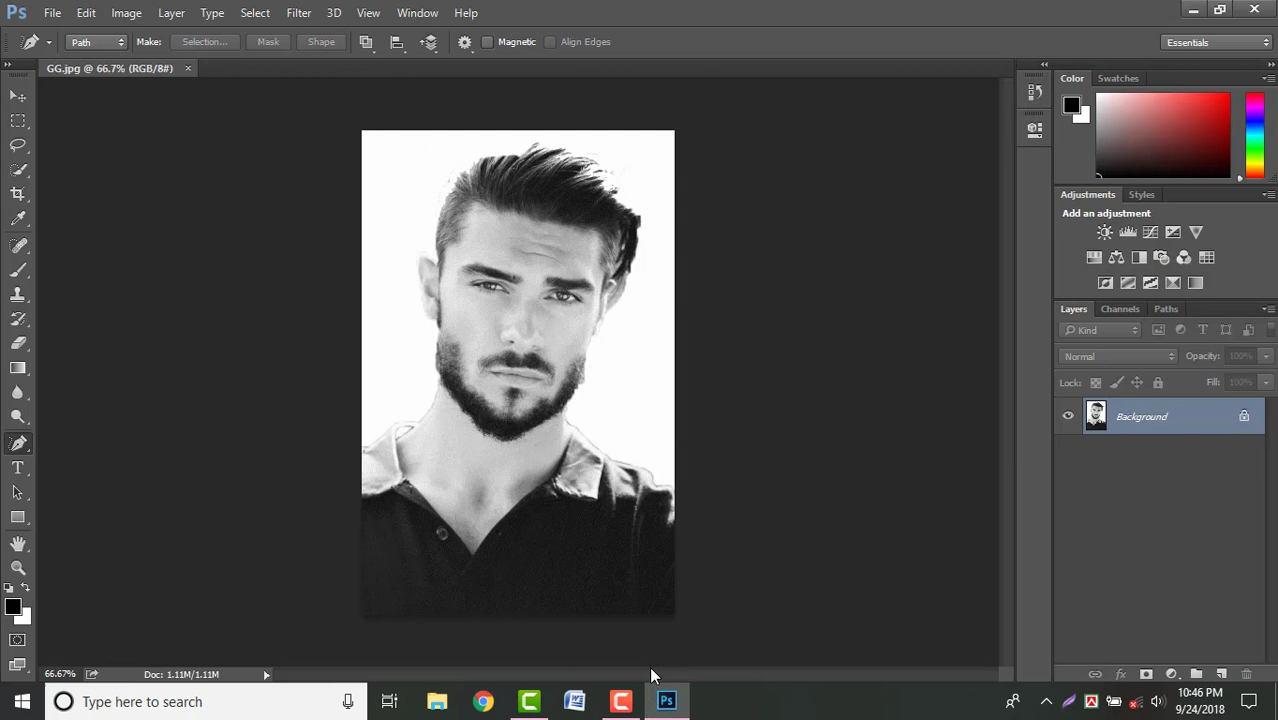 Ps File Edit Image Layer Type Select Filter 3D View Window Help
Path Make: Selection... Mask Shape Magnetic Align Edges Essentials
GG.jpg @ 66.7% (RGB/8#) ×
Color Swatches
Adjustments Styles
Add an adjustment
Layers Channels Paths
Kind
Normal Opacity: 100%
Lock: Fill: 100%
Background
66.67% Doc: 1.11M/1.11M
Type here to search
Ps
10:46 PM
9/24/2018